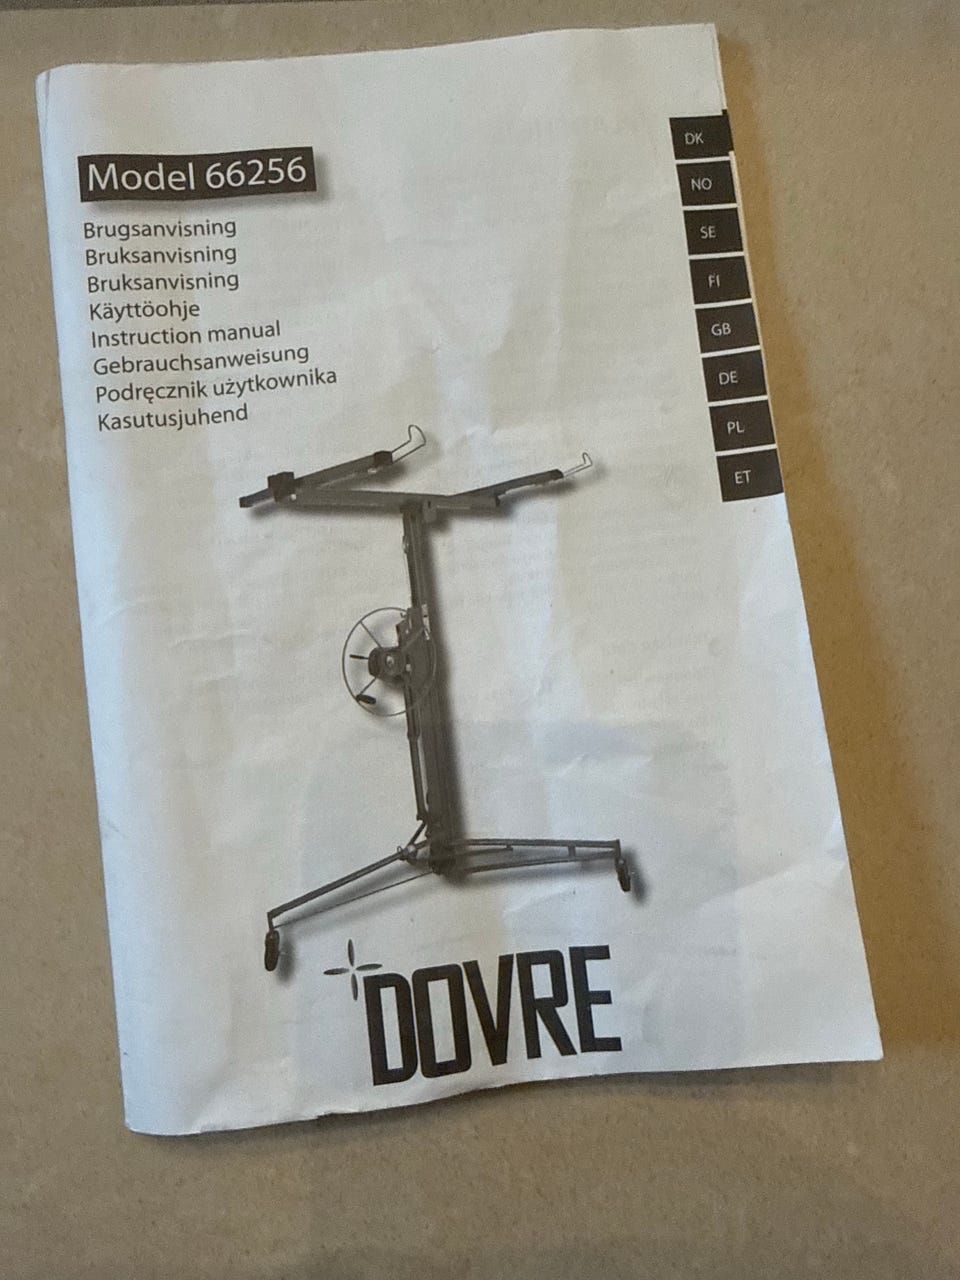 Model 66256
Brugsanvisning
Bruksanvisning
Bruksanvisning
Käyttöohje
Instruction manual
Gebrauchsanweisung
Podręcznik użytkownika
Kasutusjuhend
DK
NO
SE
FI
GB
DE
PL
ET
DOVRE